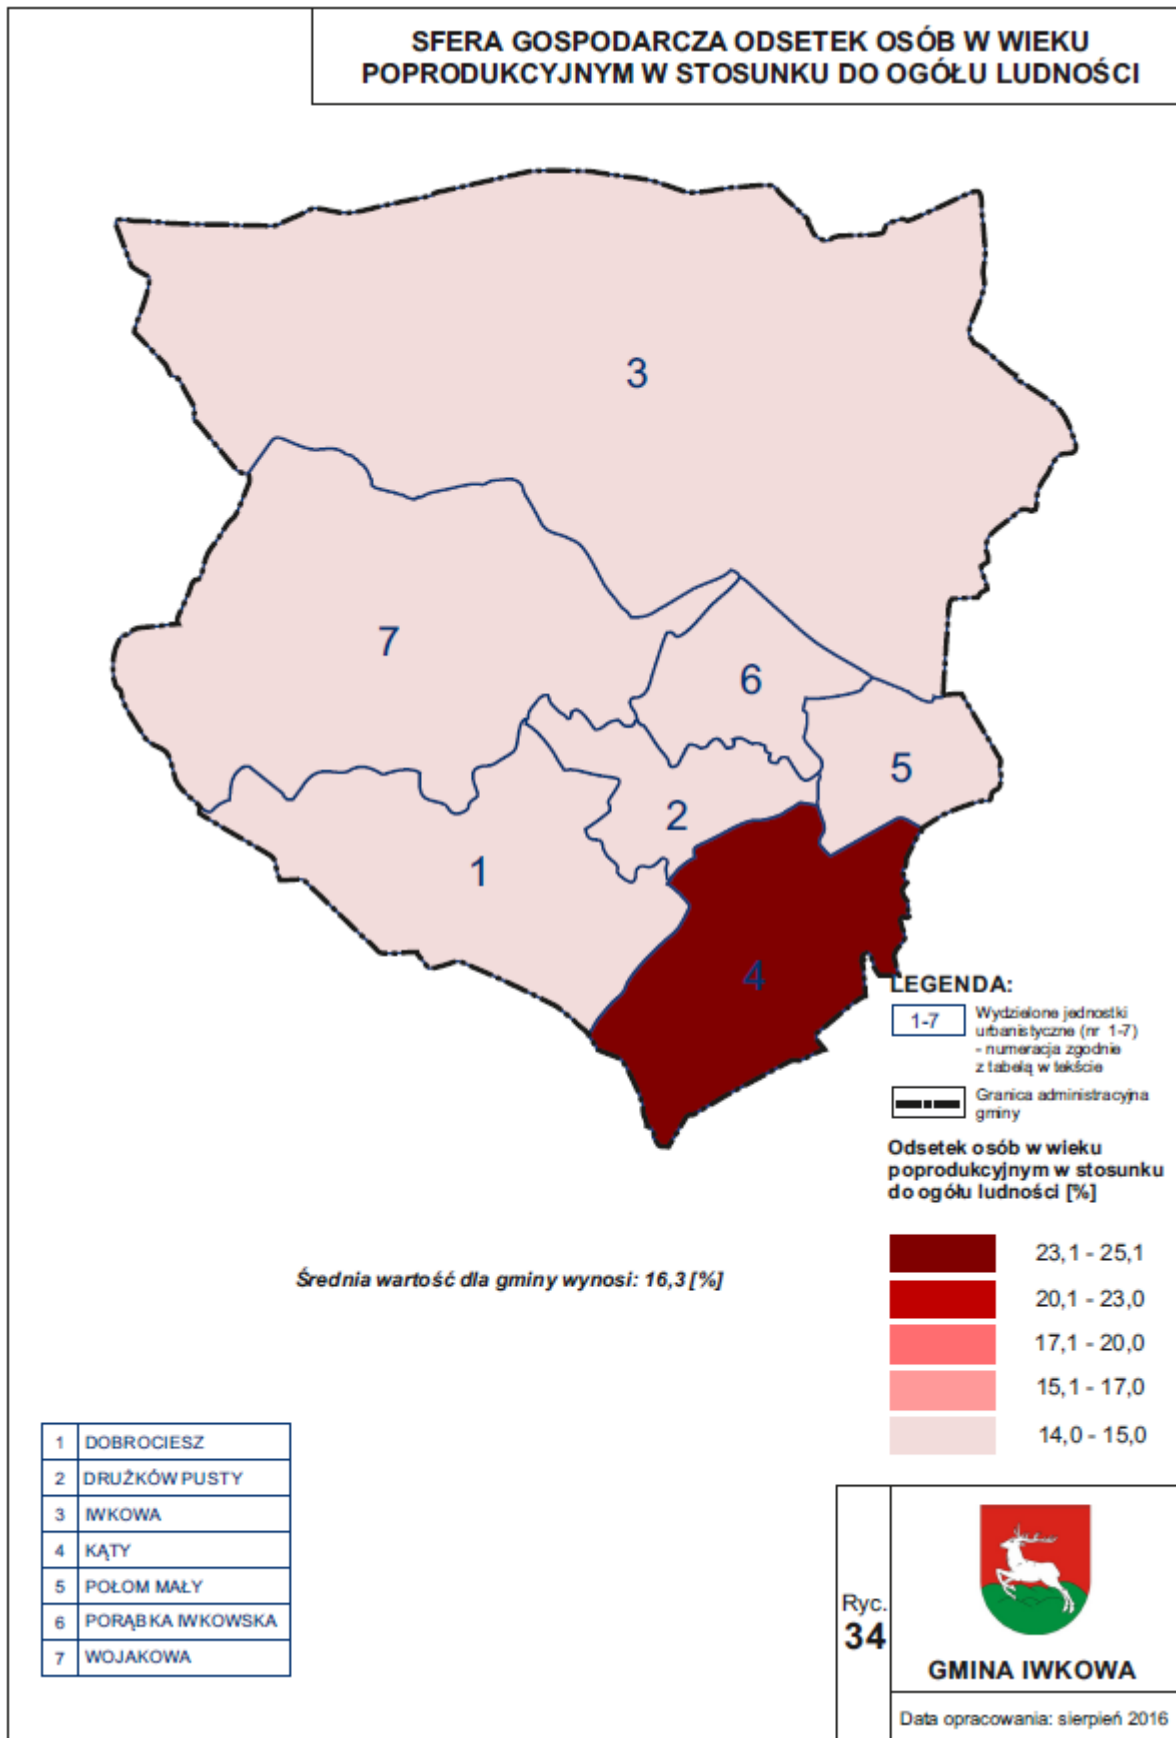 SFERA GOSPODARCZA ODSETEK OSÓB W WIEKU
POPRODUKCYJNYM W STOSUNKU DO OGÓŁU LUDNOŚCI
3
7
6
5
2
1
4
LEGENDA:
1-7
Wydzielone jednostki
urbanistyczne (nr 1-7)
- numeracja zgodnie
z tabelą w tekście
Granica administracyjna
gminy
Odsetek osób w wieku
poprodukcyjnym w stosunku
do ogółu ludności [%]
23,1 - 25,1
20,1 - 23,0
17,1 - 20,0
15,1 - 17,0
14,0 - 15,0
Średnia wartość dla gminy wynosi: 16,3 [%]
1 DOBROCIESZ
2 DRUŻKÓW PUSTY
3 IWKOWA
4 KĄTY
5 POŁOM MAŁY
6 PORĄBKA IWKOWSKA
7 WOJAKOWA
Ryc.
34
GMINA IWKOWA
Data opracowania: sierpień 2016